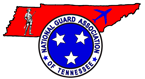 NATIONAL GUARD ASSOCIATION
OF TENNESSEE